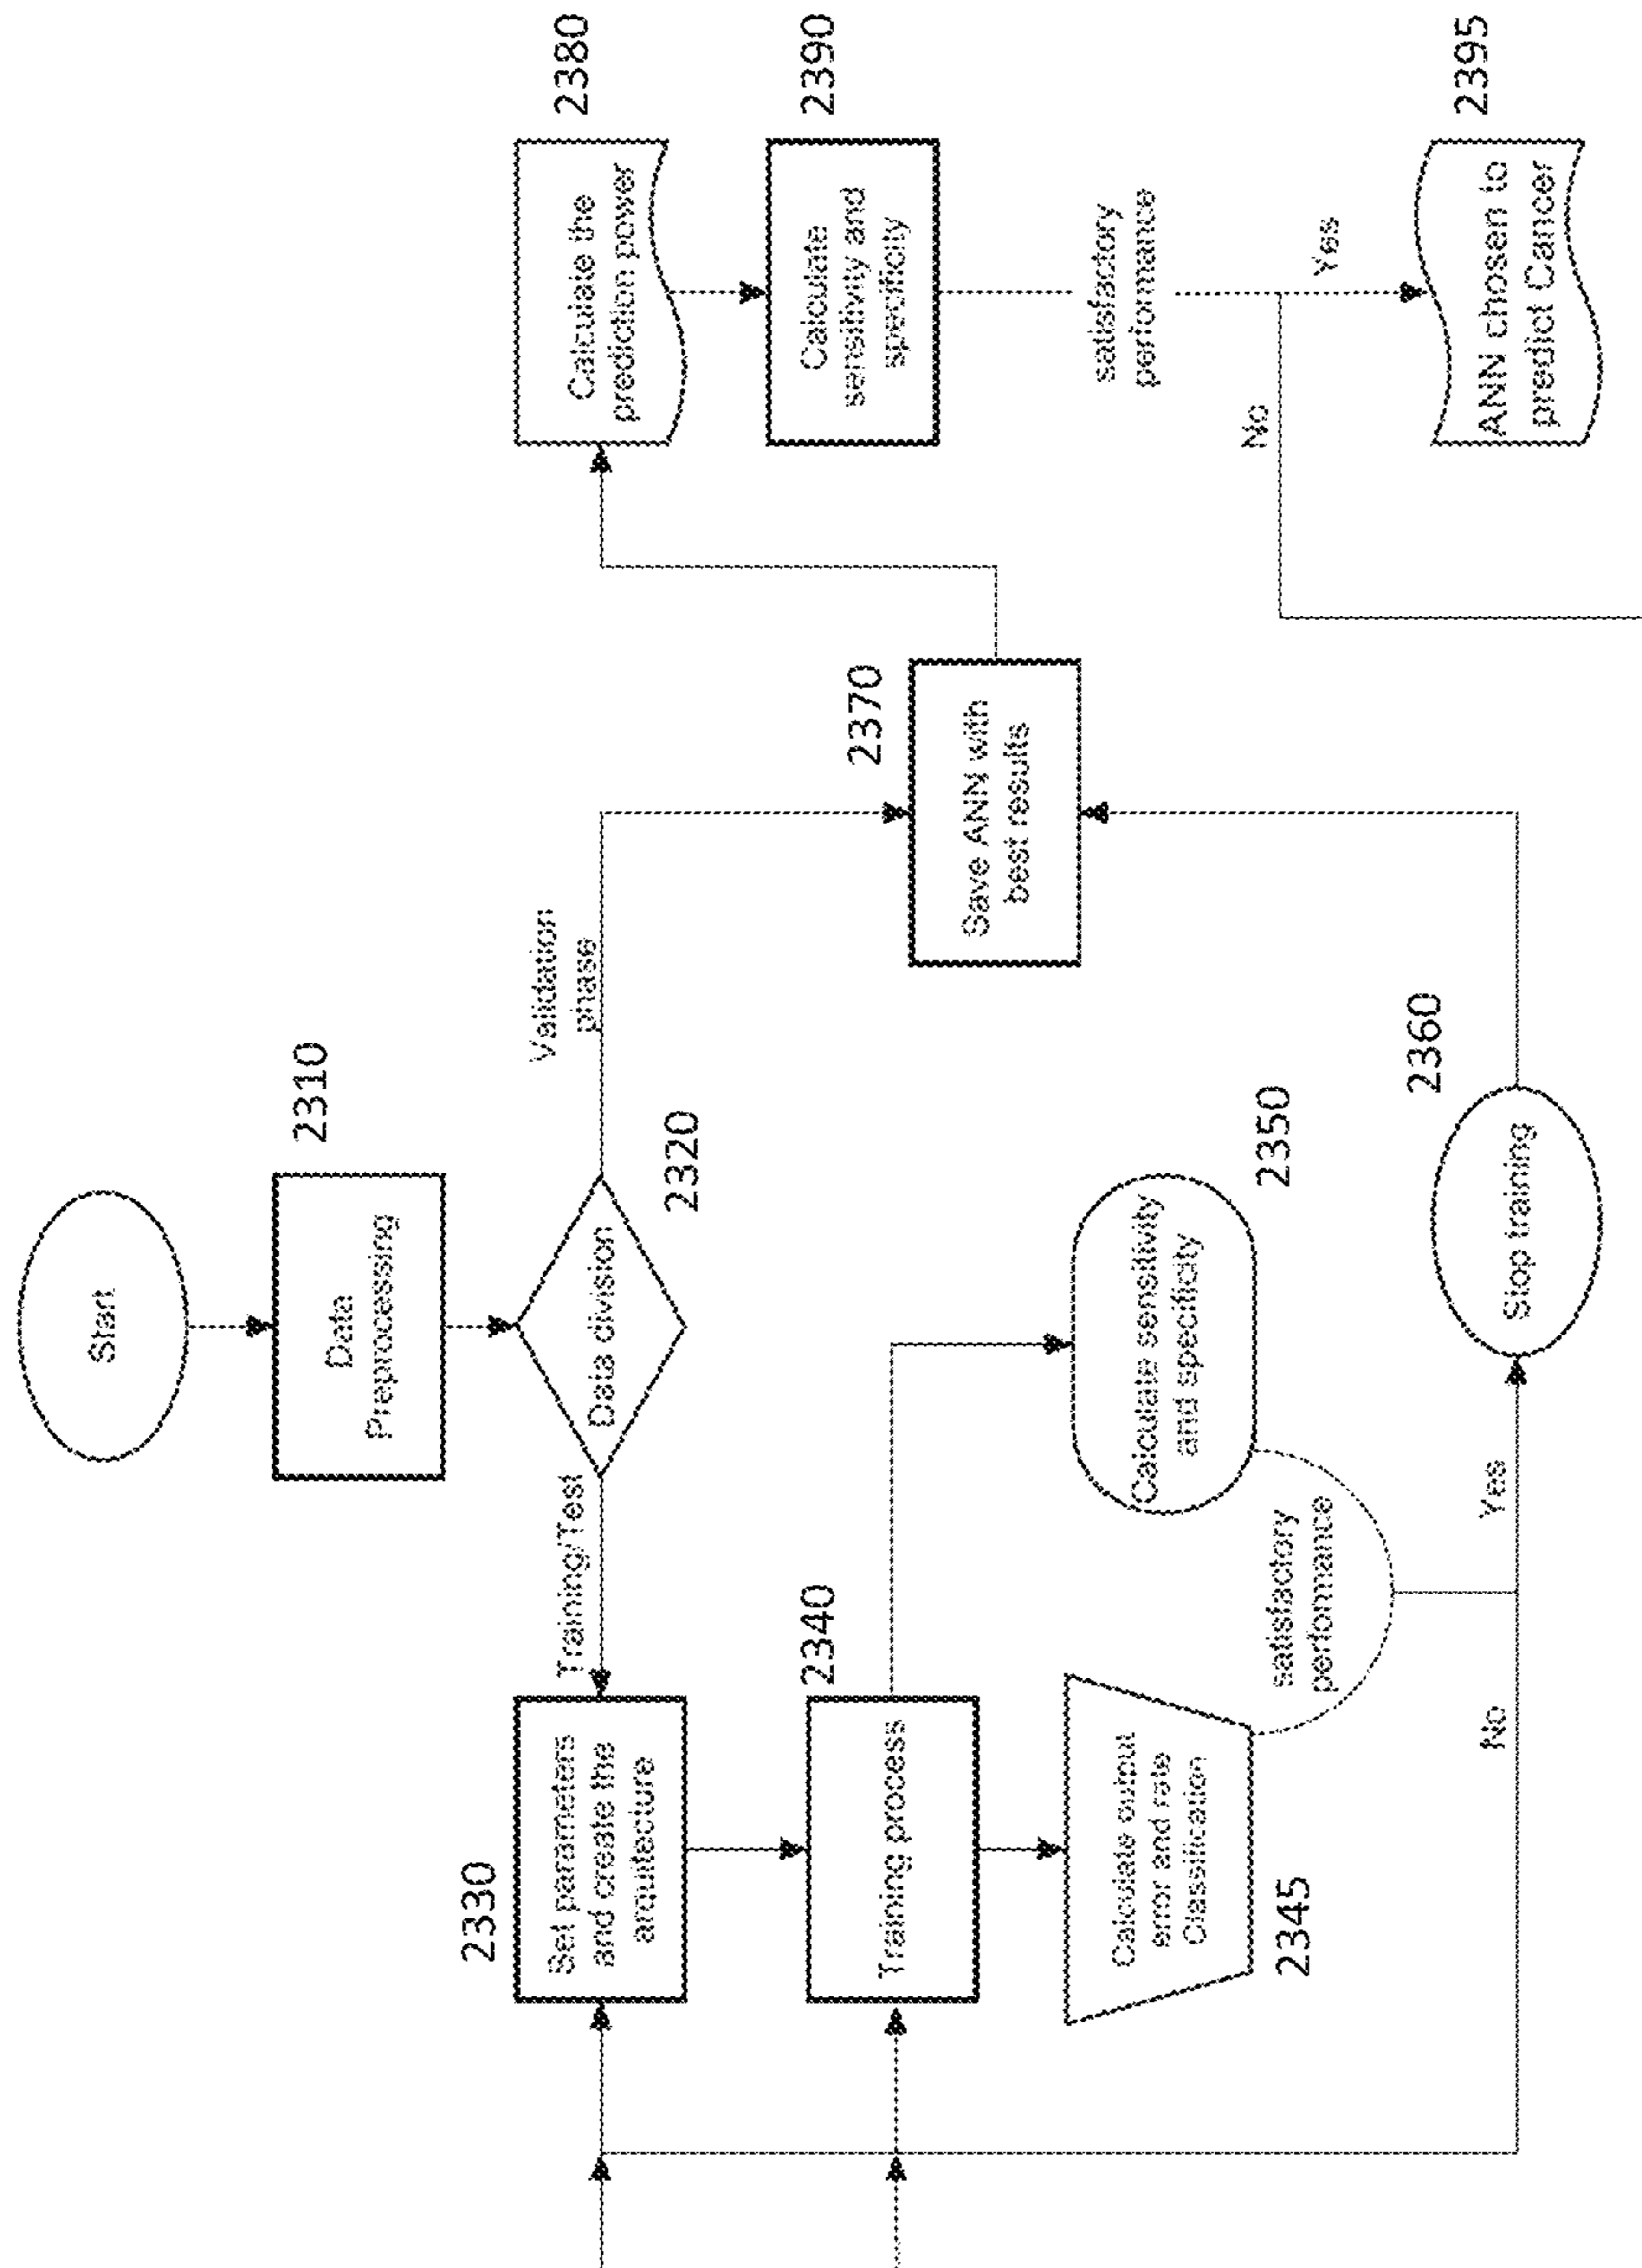 Start
2310
Data
Preprocessing
Data division
2320
Training/Test
Validation
phase
2330
Set parameters
and create the
arquitecture
2340
Training process
Calculate output
error and rate
Classification
2345
Calculate sensitivity
and specificity
2350
satisfactory
performance
No
Yes
Stop training
2360
Save ANN with
best results
2370
Calculate the
prediction power
2380
Calculate
sensitivity and
specificity
2390
satisfactory
performance
No
Yes
ANN chosen to
predict Cancer
2395